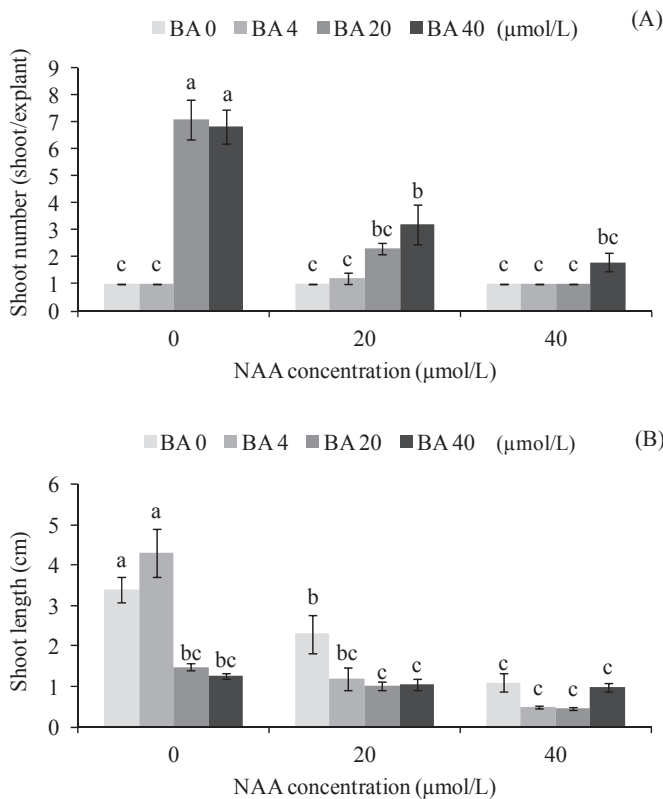 (A)
BA 0 BA 4 BA 20 BA 40 (µmol/L)
Shoot number (shoot/explant)
9
8
7
6
5
4
3
2
1
0
c c a a
c c bc b
c c c bc
0 20 40
NAA concentration (µmol/L)
(B)
BA 0 BA 4 BA 20 BA 40 (µmol/L)
Shoot length (cm)
6
5
4
3
2
1
0
a a bc bc
b bc c c
c c c c
0 20 40
NAA concentration (µmol/L)